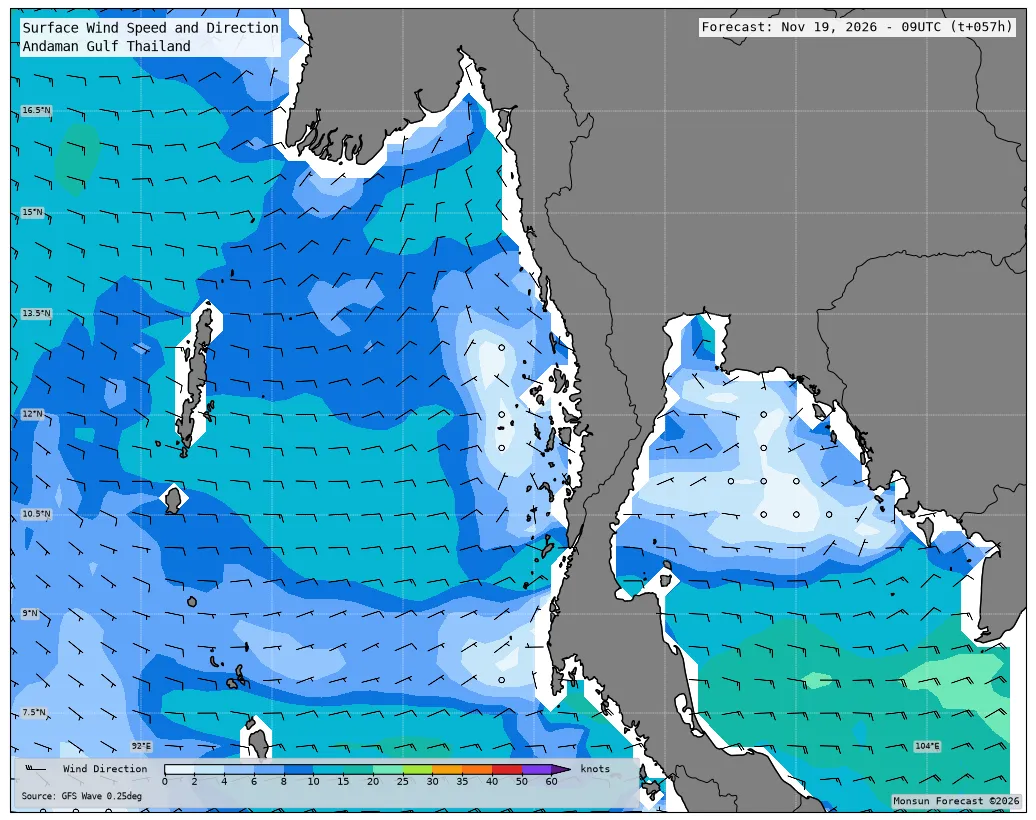 Surface Wind Speed and Direction
Andaman Gulf Thailand
Forecast: Nov 19, 2026 - 09UTC (t+057h)
16.5°N
15°N
13.5°N
12°N
10.5°N
9°N
7.5°N
92°E
104°E
Wind Direction
knots
0 2 4 6 8 10 15 20 25 30 35 40 50 60
Source: GFS Wave 0.25deg
Monsun Forecast ©2026